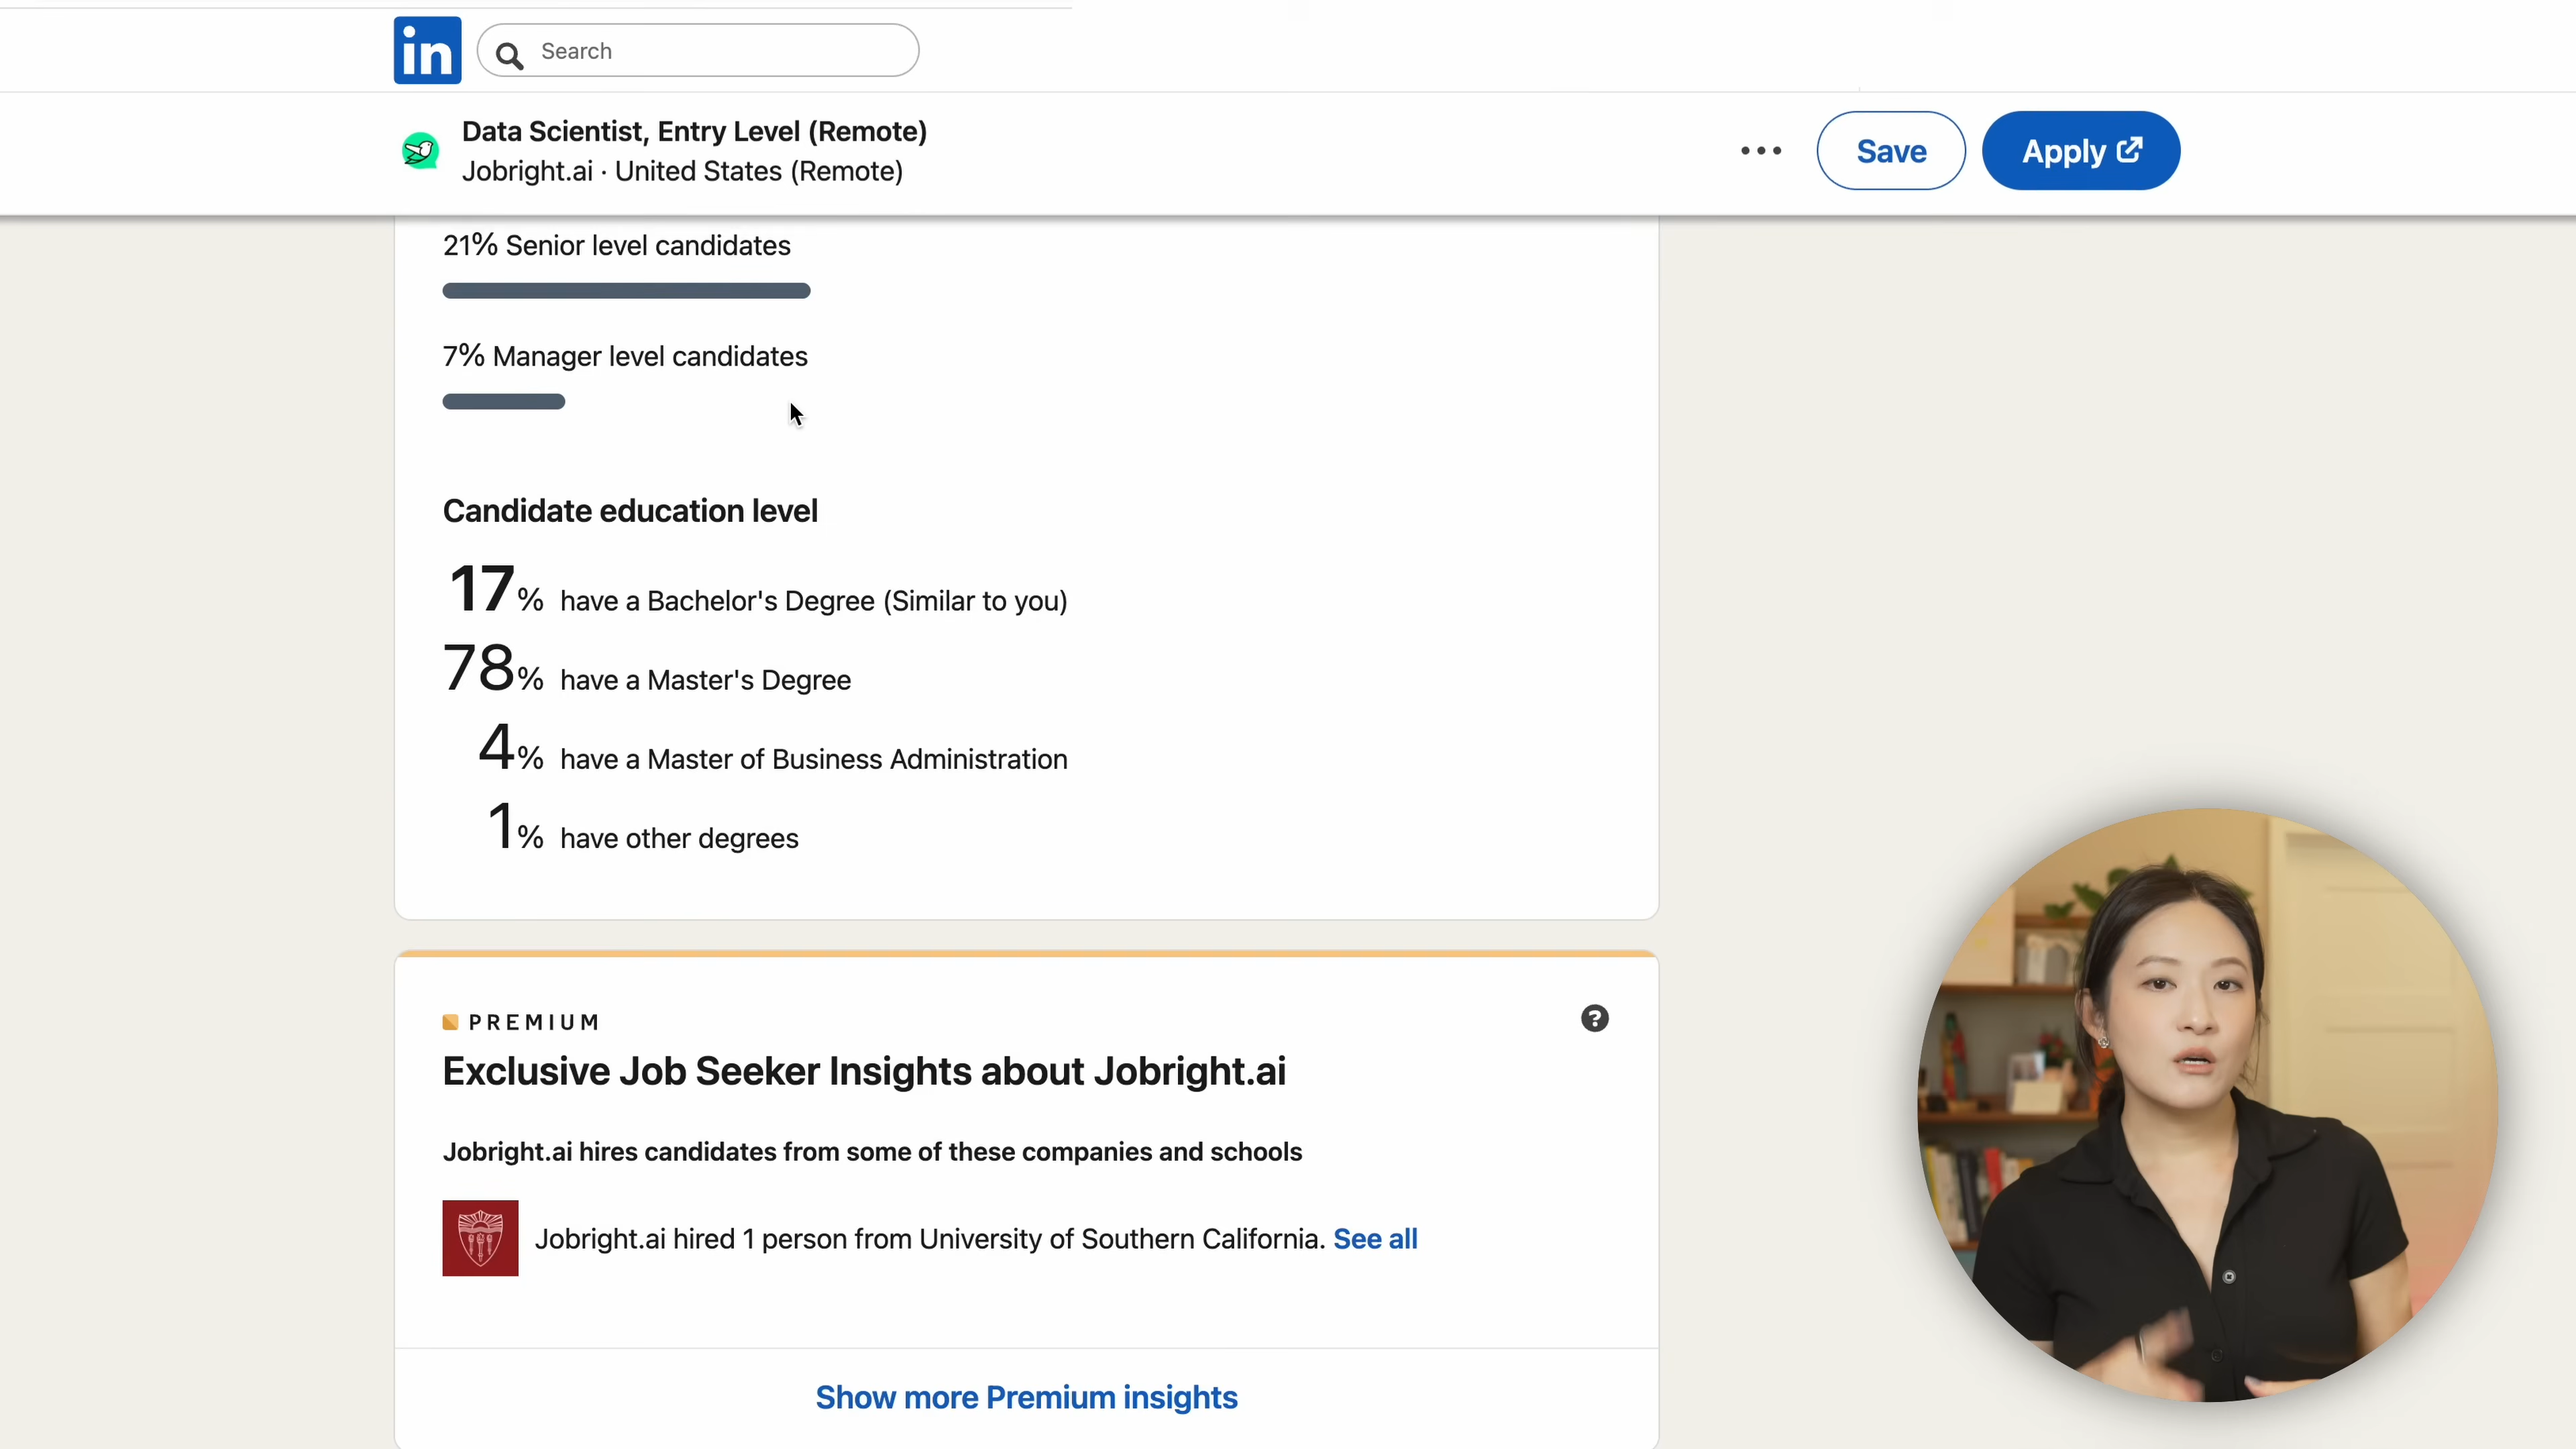 in
Search
Data Scientist, Entry Level (Remote)
Jobright.ai · United States (Remote)
Save
Apply
21% Senior level candidates
7% Manager level candidates
Candidate education level
17% have a Bachelor's Degree (Similar to you)
78% have a Master's Degree
4% have a Master of Business Administration
1% have other degrees
PREMIUM
?
Exclusive Job Seeker Insights about Jobright.ai
Jobright.ai hires candidates from some of these companies and schools
Jobright.ai hired 1 person from University of Southern California. See all
Show more Premium insights